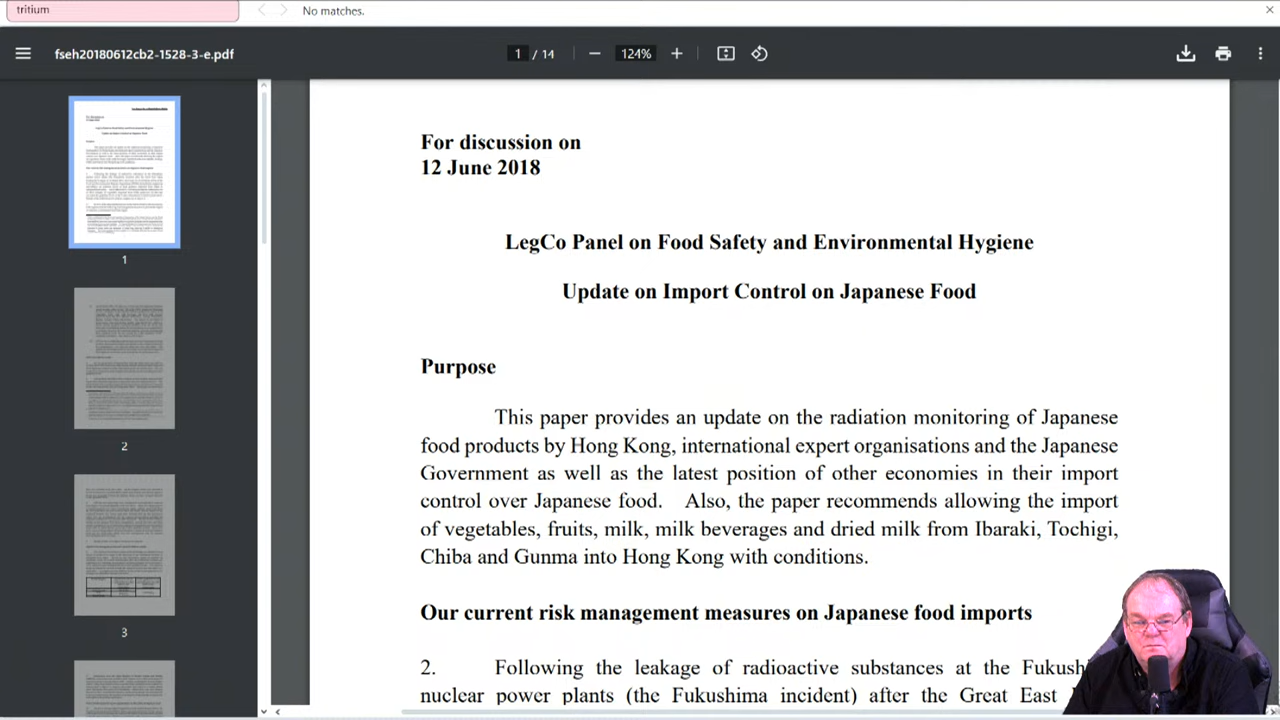 tritium
No matches.
fseh20180612cb2-1528-3-e.pdf
1 / 14
124%
For discussion on
12 June 2018
LegCo Panel on Food Safety and Environmental Hygiene
Update on Import Control on Japanese Food
Purpose
This paper provides an update on the radiation monitoring of Japanese
food products by Hong Kong, international expert organisations and the Japanese
Government as well as the latest position of other economies in their import
control over Japanese food. Also, the paper recommends allowing the import
of vegetables, fruits, milk, milk beverages and dried milk from Ibaraki, Tochigi,
Chiba and Gunma into Hong Kong with conditions.
Our current risk management measures on Japanese food imports
2. Following the leakage of radioactive substances at the
nuclear power plants (the Fukushima incident) after the Great East
1
2
3